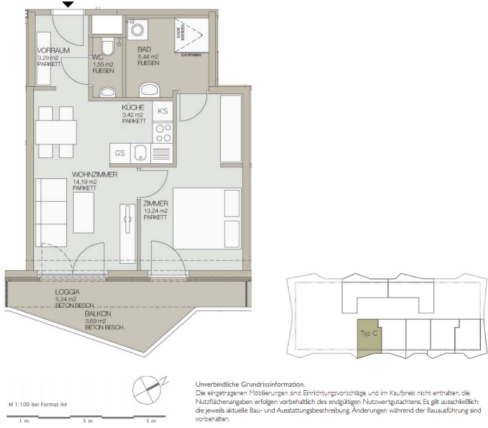 VORRAUM
3,29 m2
PARKETT
WC
1,55 m2
FLIESEN
BAD
5,44 m2
FLIESEN
KÜCHE
3,42 m2
PARKETT
KS
GS
WOHNZIMMER
14,19 m2
PARKETT
ZIMMER
13,24 m2
PARKETT
LOGGIA
5,24 m2
BETON BESCH.
BALKON
3,69 m2
BETON BESCH.
Typ C
M 1:100 bei Format A4
1 m
3 m
5 m
Unverbindliche Grundrissinformation.
Die eingetragenen Möblierungen sind Einrichtungsvorschläge und im Kaufpreis nicht enthalten, die
Nutzflächenangaben erfolgen vorbehaltlich des endgültigen Nutzwertgutachtens. Es gilt ausschließlich
die jeweils aktuelle Bau- und Ausstattungsbeschreibung. Änderungen während der Bauausführung sind
vorbehalten.